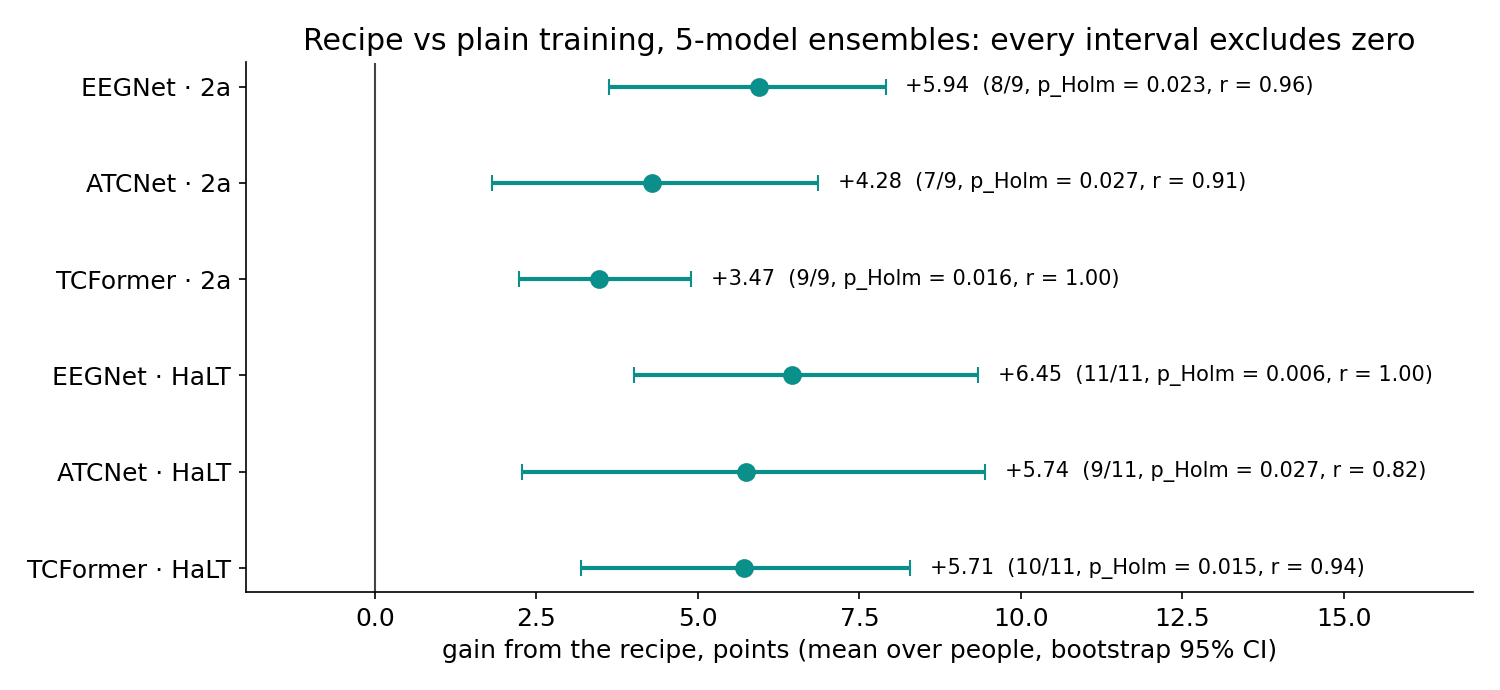 Recipe vs plain training, 5-model ensembles: every interval excludes zero
EEGNet · 2a
+5.94 (8/9, p_Holm = 0.023, r = 0.96)
ATCNet · 2a
+4.28 (7/9, p_Holm = 0.027, r = 0.91)
TCFormer · 2a
+3.47 (9/9, p_Holm = 0.016, r = 1.00)
EEGNet · HaLT
+6.45 (11/11, p_Holm = 0.006, r = 1.00)
ATCNet · HaLT
+5.74 (9/11, p_Holm = 0.027, r = 0.82)
TCFormer · HaLT
+5.71 (10/11, p_Holm = 0.015, r = 0.94)
0.0 2.5 5.0 7.5 10.0 12.5 15.0
gain from the recipe, points (mean over people, bootstrap 95% CI)